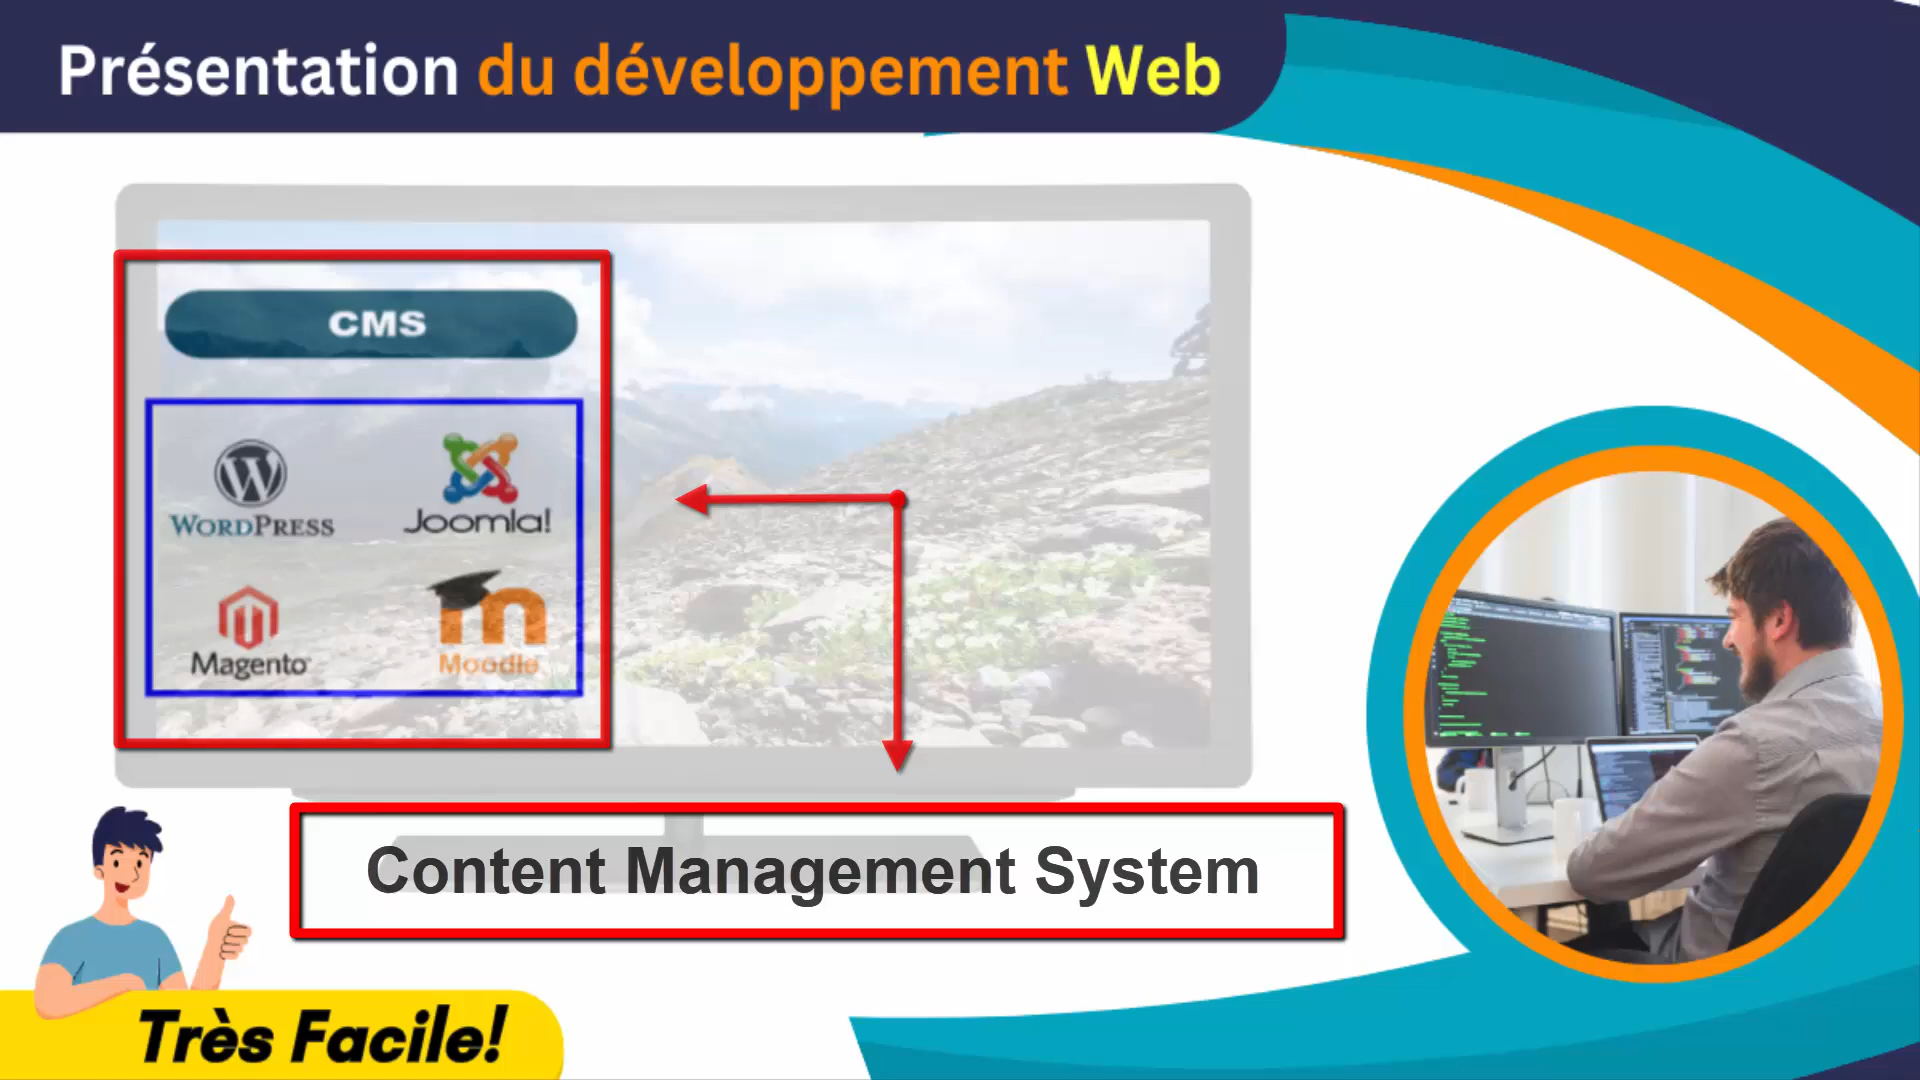 Présentation du développement Web
CMS
WORDPRESS
Joomla!
Magento
Moodle
Content Management System
Très Facile!